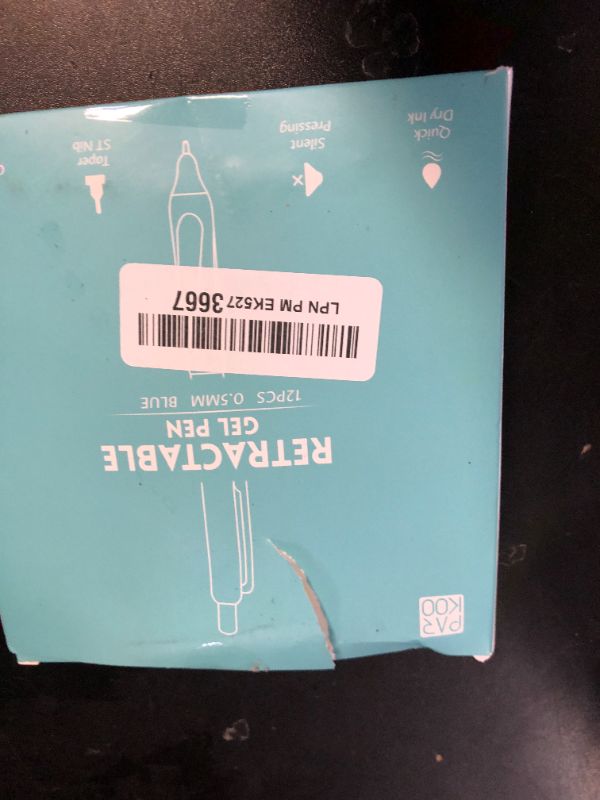 PAR
KOO
RETRACTABLE
GEL PEN
12PCS 0.5MM BLUE
LPN PM EK527 3667
Quick
Dry Ink
Silent
Pressing
Taper
ST Nib